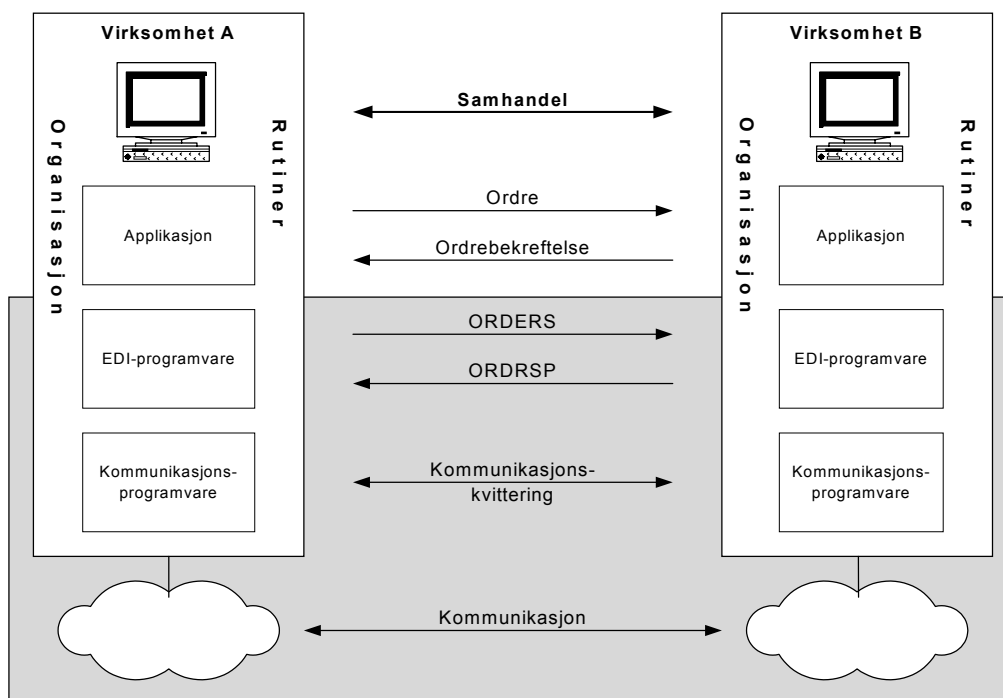 Virksomhet A
Organisasjon
Rutiner
Applikasjon
EDI-programvare
Kommunikasjons-
programvare
Samhandel
Ordre
Ordrebekreftelse
ORDERS
ORDRSP
Kommunikasjons-
kvittering
Kommunikasjon
Virksomhet B
Organisasjon
Rutiner
Applikasjon
EDI-programvare
Kommunikasjons-
programvare